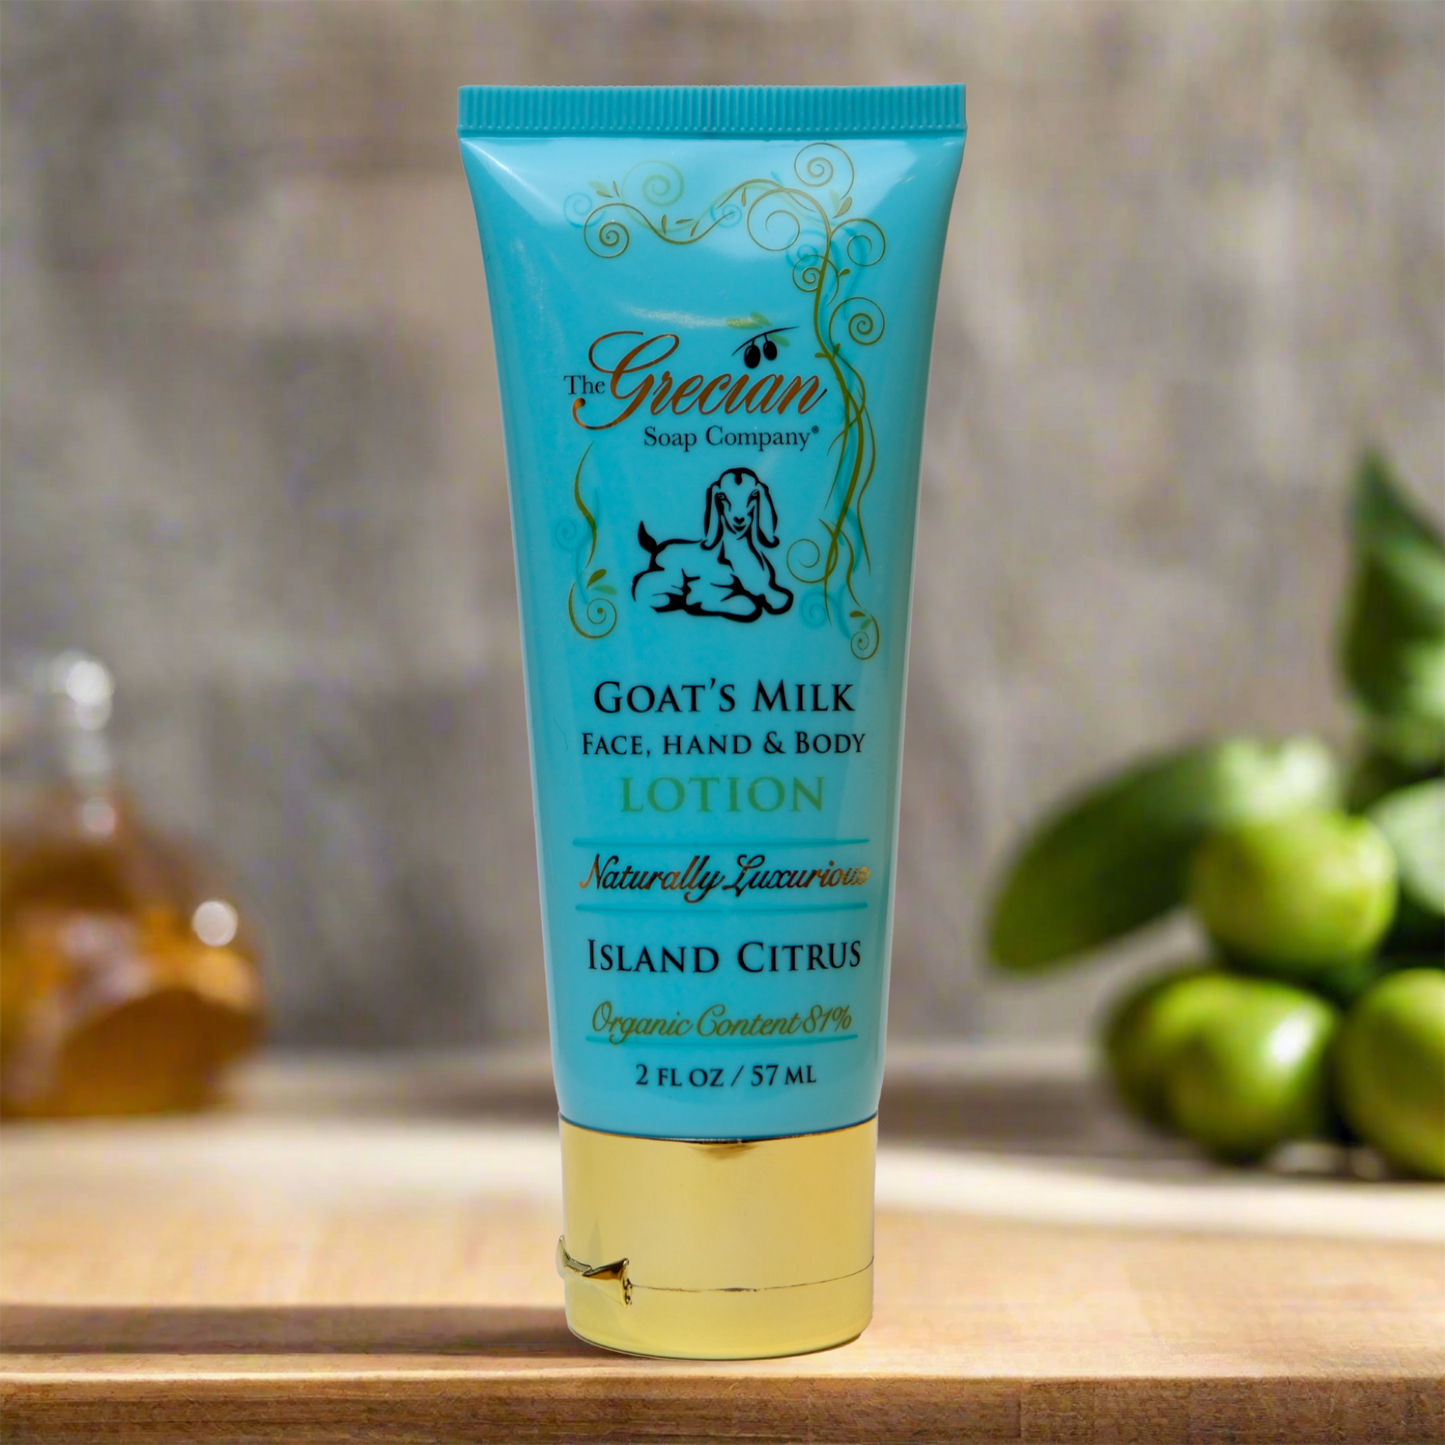 The Grecian
Soap Company®
GOAT'S MILK
FACE, HAND & BODY
LOTION
Naturally Luxurious
ISLAND CITRUS
Organic Content 81%
2 FL OZ / 57 ML